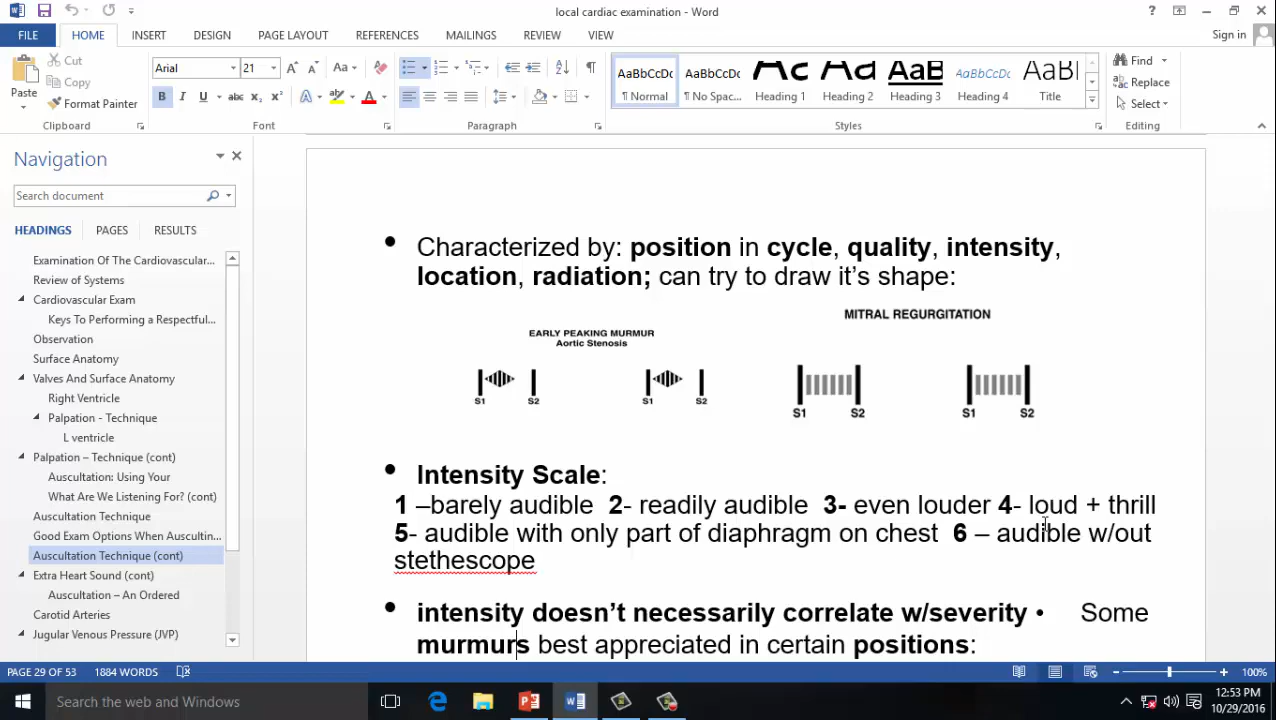 local cardiac examination - Word
?
FILE HOME INSERT DESIGN PAGE LAYOUT REFERENCES MAILINGS REVIEW VIEW Sign in
Paste
Cut
Copy
Format Painter
Arial 21
Aa
B I U abc x₂ x² A A
AaBbCcDc AaBbCcDc AaBbCcDc AaB AaBbCcDc AaB
¶ Normal ¶ No Spac... Heading 1 Heading 2 Heading 3 Heading 4 Title
Find
Replace
Select
Clipboard Font Paragraph Styles Editing
Navigation
Search document
HEADINGS PAGES RESULTS
Examination Of The Cardiovascular...
Review of Systems
Cardiovascular Exam
Keys To Performing a Respectful...
Observation
Surface Anatomy
Valves And Surface Anatomy
Right Ventricle
Palpation - Technique
L ventricle
Palpation – Technique (cont)
Auscultation: Using Your
What Are We Listening For? (cont)
Auscultation Technique
Good Exam Options When Auscultin...
Auscultation Technique (cont)
Extra Heart Sound (cont)
Auscultation – An Ordered
Carotid Arteries
Jugular Venous Pressure (JVP)
• Characterized by: position in cycle, quality, intensity,
location, radiation; can try to draw it’s shape:
EARLY PEAKING MURMUR
Aortic Stenosis
MITRAL REGURGITATION
S1 S2 S1 S2 S1 S2 S1 S2
• Intensity Scale:
1 –barely audible 2- readily audible 3- even louder 4- loud + thrill
5- audible with only part of diaphragm on chest 6 – audible w/out
stethescope
• intensity doesn’t necessarily correlate w/severity • Some
murmurs best appreciated in certain positions:
PAGE 29 OF 53 1884 WORDS 100%
Search the web and Windows
12:53 PM
10/29/2016